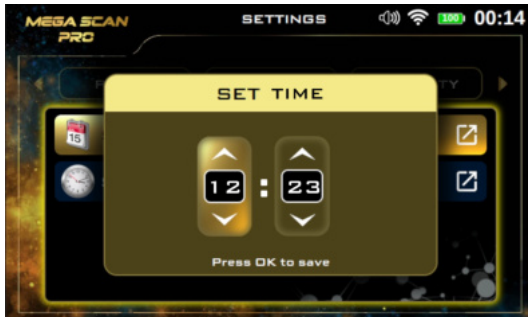 MEGA SCAN
PRO
SETTINGS
100
00:14
SET TIME
15
12 : 23
Press OK to save